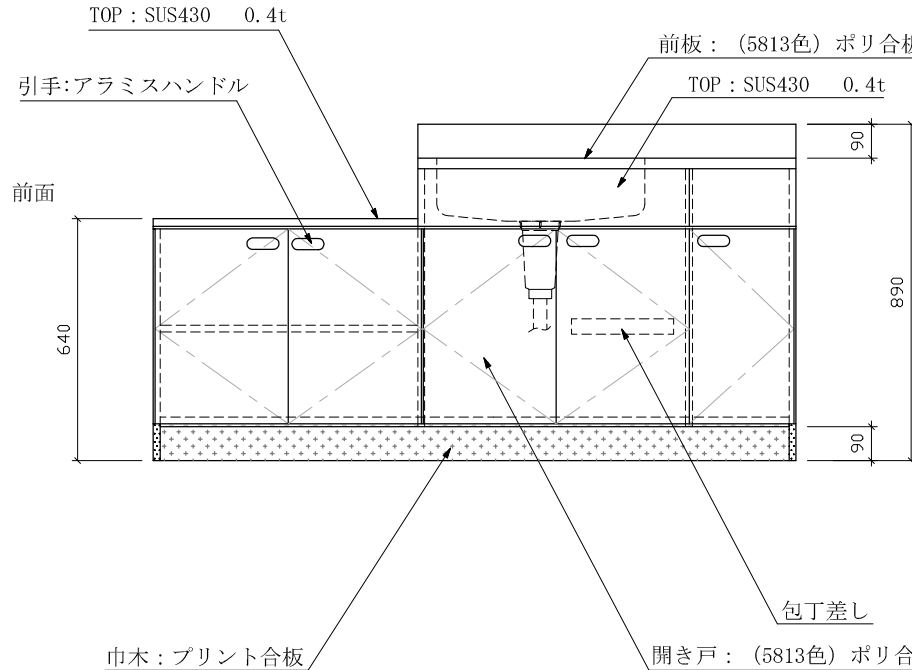 TOP：SUS430　0.4t
前板：（5813色）ポリ合板
引手:アラミスハンドル
TOP：SUS430　0.4t
90
前面
890
640
90
包丁差し
巾木：プリント合板
開き戸：（5813色）ポリ合